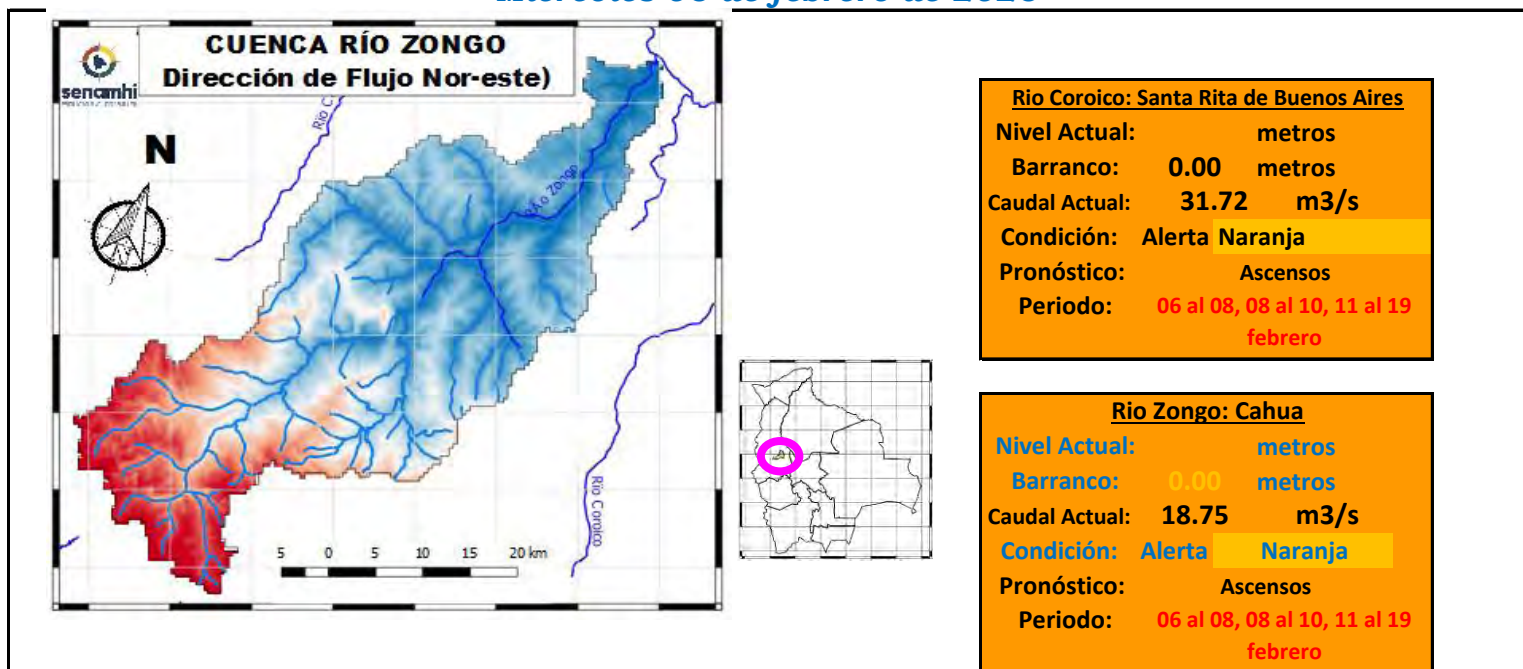 CUENCA RÍO ZONGO
Dirección de Flujo Nor-este)
senamhi
N
Río C
Río Zongo
Río Coroico
5 0 5 10 15 20 km
Rio Coroico: Santa Rita de Buenos Aires
Nivel Actual: metros
Barranco: 0.00 metros
Caudal Actual: 31.72 m3/s
Condición: Alerta Naranja
Pronóstico: Ascensos
Periodo: 06 al 08, 08 al 10, 11 al 19
febrero
Rio Zongo: Cahua
Nivel Actual: metros
Barranco: 0.00 metros
Caudal Actual: 18.75 m3/s
Condición: Alerta Naranja
Pronóstico: Ascensos
Periodo: 06 al 08, 08 al 10, 11 al 19
febrero